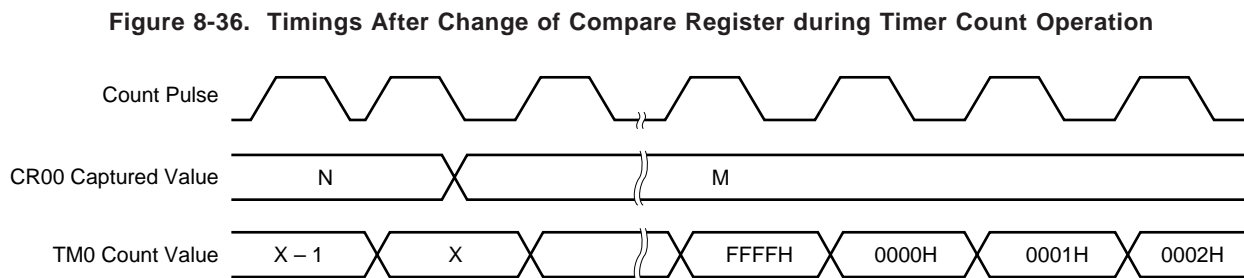 Figure 8-36. Timings After Change of Compare Register during Timer Count Operation
Count Pulse
CR00 Captured Value N M
TM0 Count Value X – 1 X FFFFH 0000H 0001H 0002H